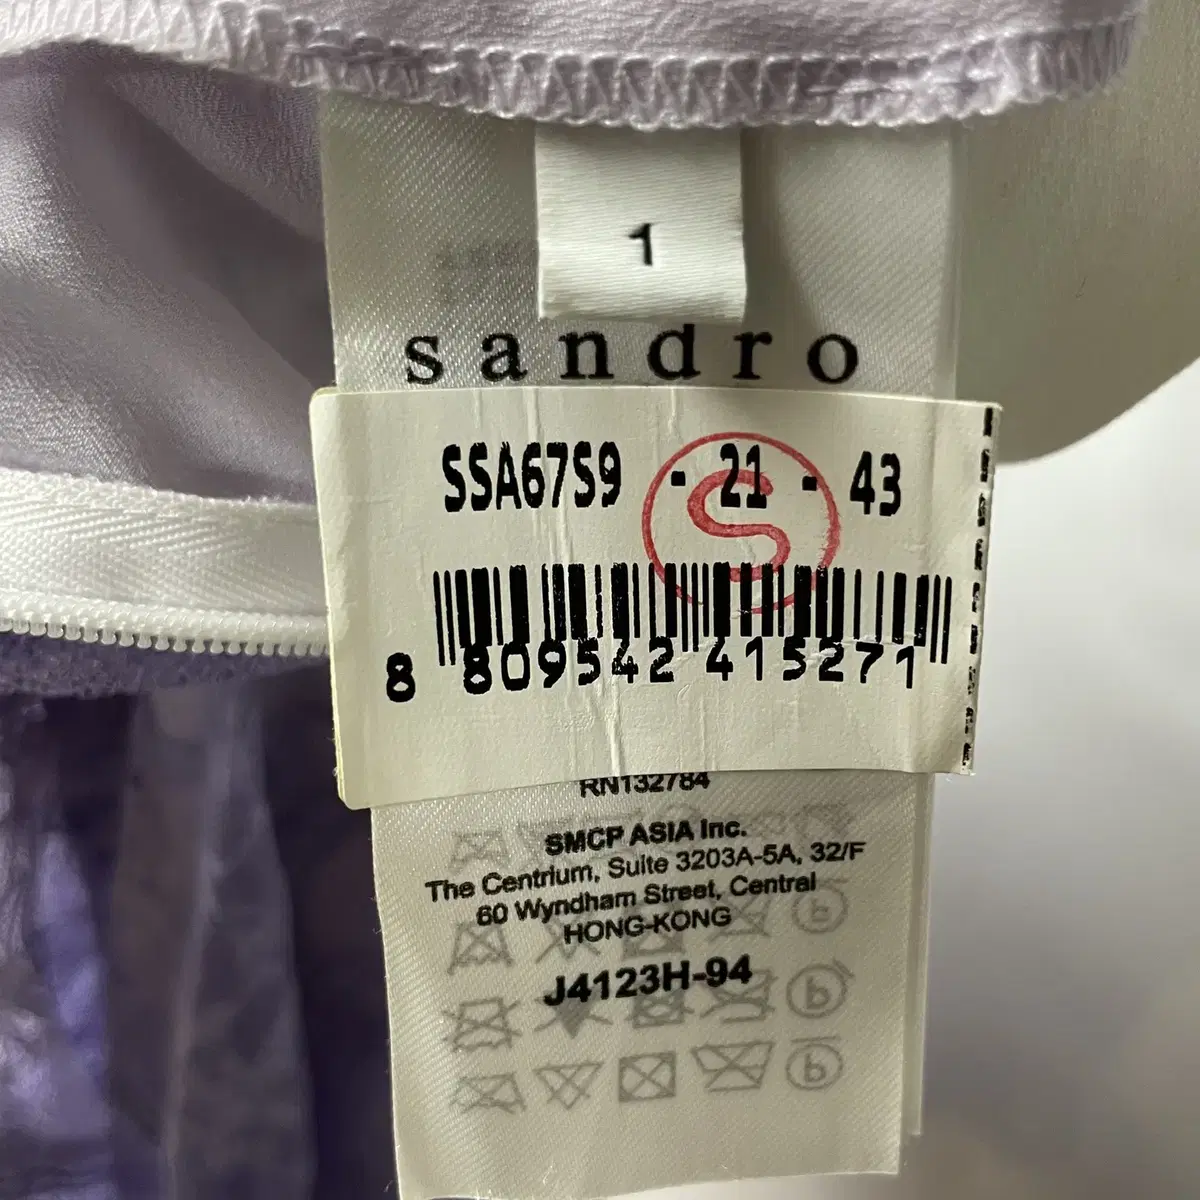 1
sandro
SSA67S9 - 21 - 43
S
8 809542 415271
RN132784
SMCP ASIA Inc.
The Centrium, Suite 3203A-5A, 32/F
60 Wyndham Street, Central
HONG-KONG
J4123H-94